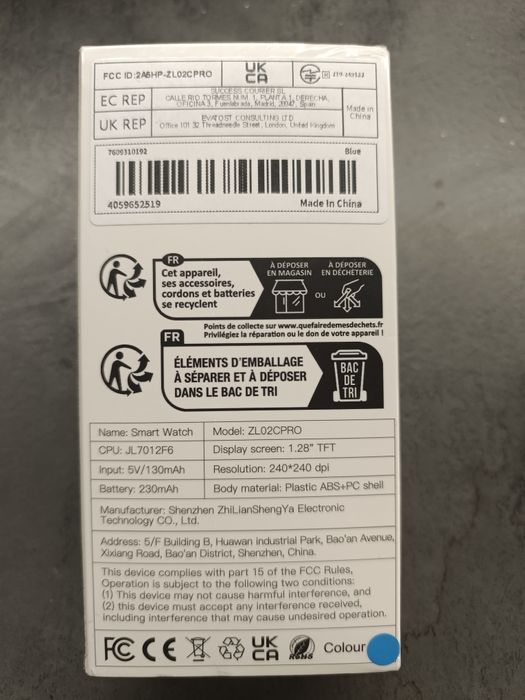 FCC ID:2A6HP-ZL02CPRO
UK
CA
EC REP
SUCCESS COURIER SL
CALLE RIO TORMES NUM. 1, PLANTA 1, DERECHA,
OFICINA 3, Fuenlabrada, Madrid, 28947, Spain
Made in
China
UK REP
EVATOST CONSULTING LTD
Office 101 32 Threadneedle Street, London, United Kingdom
7609310192
Blue
4059652519
Made In China
FR
Cet appareil,
ses accessoires,
cordons et batteries
se recyclent
À DÉPOSER
EN MAGASIN
OU
À DÉPOSER
EN DÉCHÈTERIE
Points de collecte sur www.quefairedemesdechets.fr
Privilégiez la réparation ou le don de votre appareil !
FR
ÉLÉMENTS D'EMBALLAGE
À SÉPARER ET À DÉPOSER
DANS LE BAC DE TRI
BAC
DE
TRI
Name: Smart Watch
Model: ZL02CPRO
CPU: JL7012F6
Display screen: 1.28" TFT
Input: 5V/130mAh
Resolution: 240*240 dpi
Battery: 230mAh
Body material: Plastic ABS+PC shell
Manufacturer: Shenzhen ZhiLianShengYa Electronic
Technology CO., Ltd.
Address: 5/F Building B, Huawan industrial Park, Bao'an Avenue,
Xixiang Road, Bao'an District, Shenzhen, China.
This device complies with part 15 of the FCC Rules,
Operation is subject to the following two conditions:
(1) This device may not cause harmful interference, and
(2) this device must accept any interference received,
including interference that may cause undesired operation.
FC CE
UK
CA
RoHS
Colour